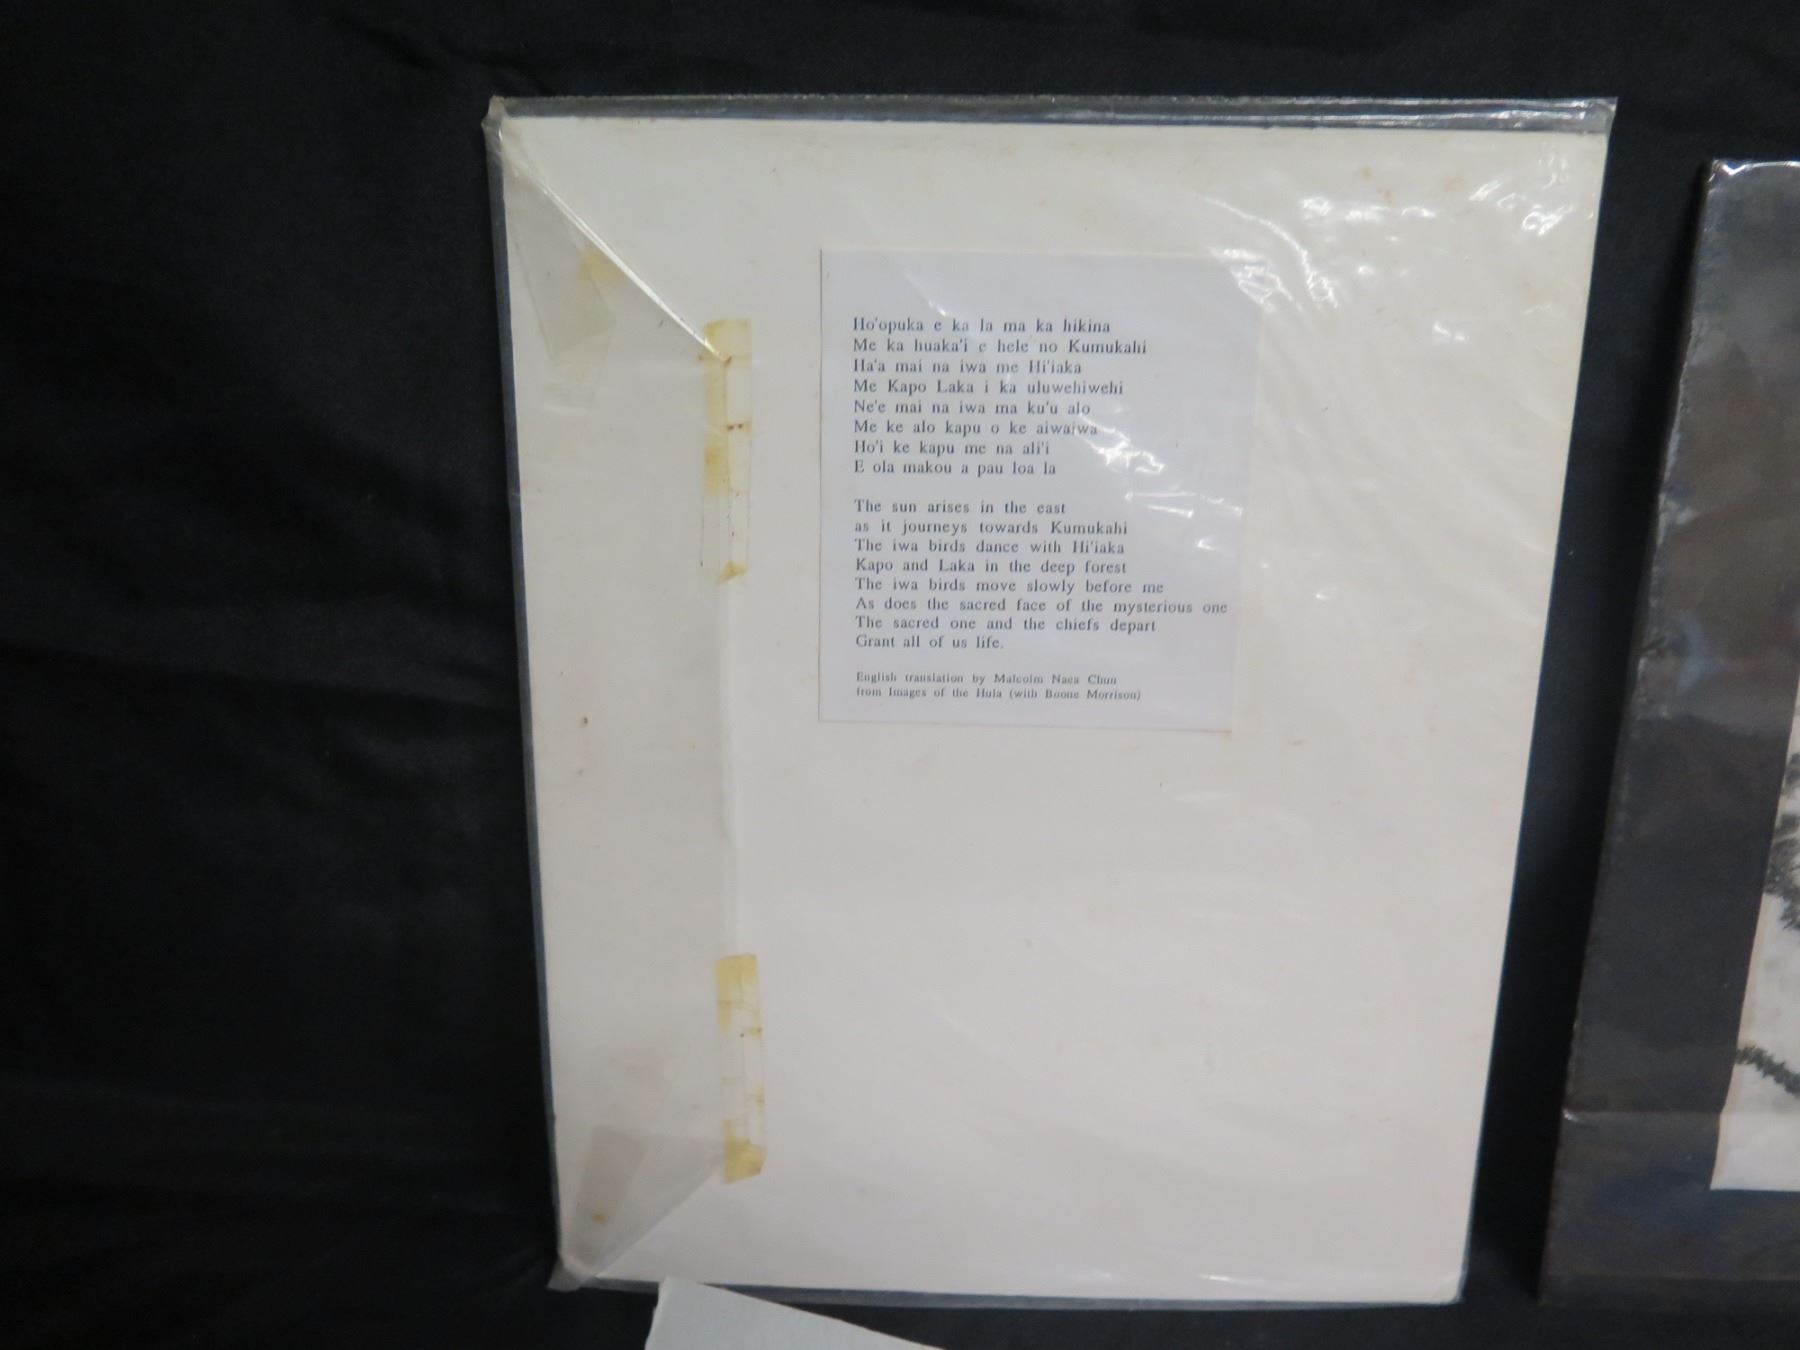 Ho'opuka e ka la ma ka hikina
Me ka huaka'i e hele no Kumukahi
Ha'a mai na iwa me Hi'iaka
Me Kapo Laka i ka uluwehiwehi
Ne'e mai na iwa ma ku'u alo
Me ke alo kapu o ke aiwaiwa
Ho'i ke kapu me na ali'i
E ola makou a pau loa la
The sun arises in the east
as it journeys towards Kumukahi
The iwa birds dance with Hi'iaka
Kapo and Laka in the deep forest
The iwa birds move slowly before me
As does the sacred face of the mysterious one
The sacred one and the chiefs depart
Grant all of us life.
English translation by Malcolm Naea Chun
from Images of the Hula (with Boone Morrison)